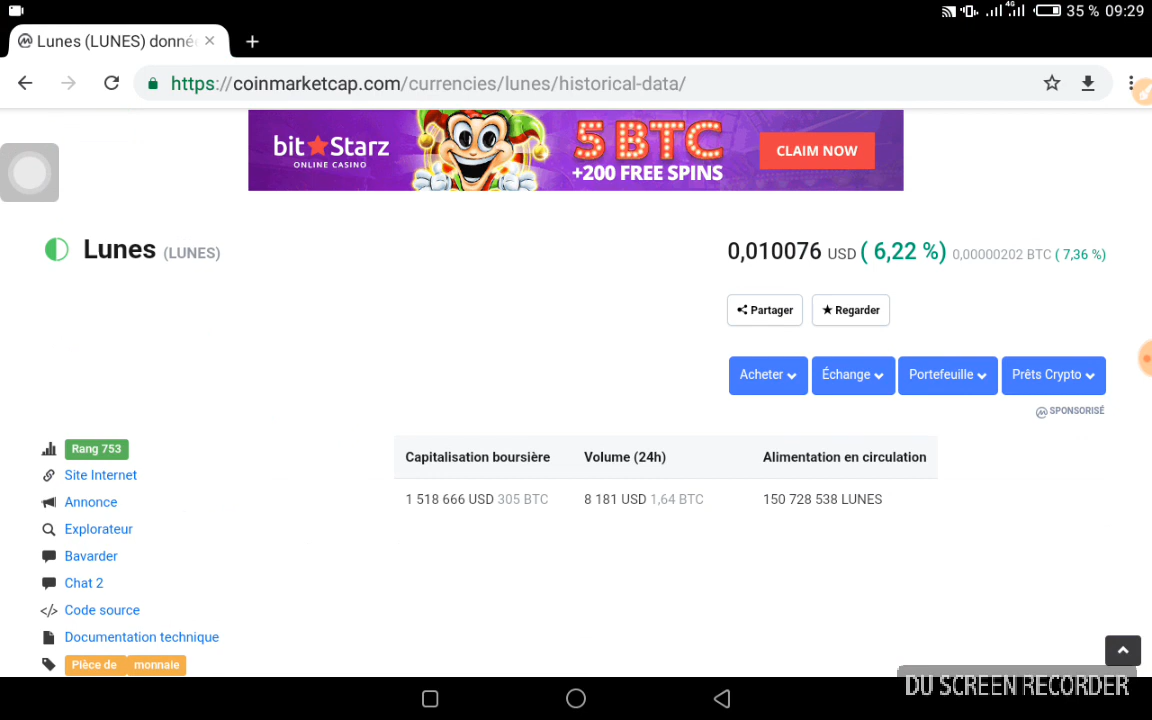 4G 35 % 09:29
Lunes (LUNES) donné
https://coinmarketcap.com/currencies/lunes/historical-data/
bitStarz
ONLINE CASINO
5 BTC
+200 FREE SPINS
CLAIM NOW
Lunes (LUNES)
0,010076 USD ( 6,22 %) 0,00000202 BTC ( 7,36 %)
Partager Regarder
Acheter Échange Portefeuille Prêts Crypto
SPONSORISÉ
Rang 753
Site Internet
Annonce
Explorateur
Bavarder
Chat 2
Code source
Documentation technique
Pièce de monnaie
Capitalisation boursière Volume (24h) Alimentation en circulation
1 518 666 USD 305 BTC 8 181 USD 1,64 BTC 150 728 538 LUNES
DU SCREEN RECORDER